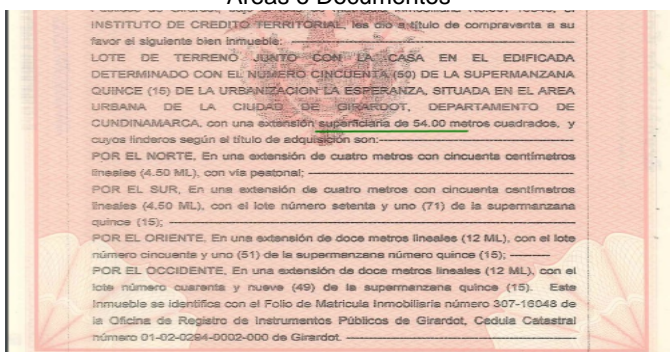 Áreas o Documentos
INSTITUTO DE CREDITO TERRITORIAL, les dio a título de compraventa a su
favor el siguiente bien inmueble:
LOTE DE TERRENO JUNTO CON LA CASA EN EL EDIFICADA
DETERMINADO CON EL NUMERO CINCUENTA (50) DE LA SUPERMANZANA
QUINCE (15) DE LA URBANIZACION LA ESPERANZA, SITUADA EN EL AREA
URBANA DE LA CIUDAD DE GIRARDOT, DEPARTAMENTO DE
CUNDINAMARCA, con una extensión superficiaria de 54.00 metros cuadrados, y
cuyos linderos según el título de adquisición son:
POR EL NORTE, En una extensión de cuatro metros con cincuenta centímetros
lineales (4.50 ML), con vía peatonal;
POR EL SUR, En una extensión de cuatro metros con cincuenta centímetros
lineales (4.50 ML), con el lote número setenta y uno (71) de la supermanzana
quince (15);
POR EL ORIENTE, En una extensión de doce metros lineales (12 ML), con el lote
número cincuenta y uno (51) de la supermanzana número quince (15);
POR EL OCCIDENTE, En una extensión de doce metros lineales (12 ML), con el
lote número cuarenta y nueve (49) de la supermanzana quince (15). Este
Inmueble se identifica con el Folio de Matricula Inmobiliaria número 307-16048 de
la Oficina de Registro de Instrumentos Públicos de Girardot, Cedula Catastral
número 01-02-0294-0002-000 de Girardot.